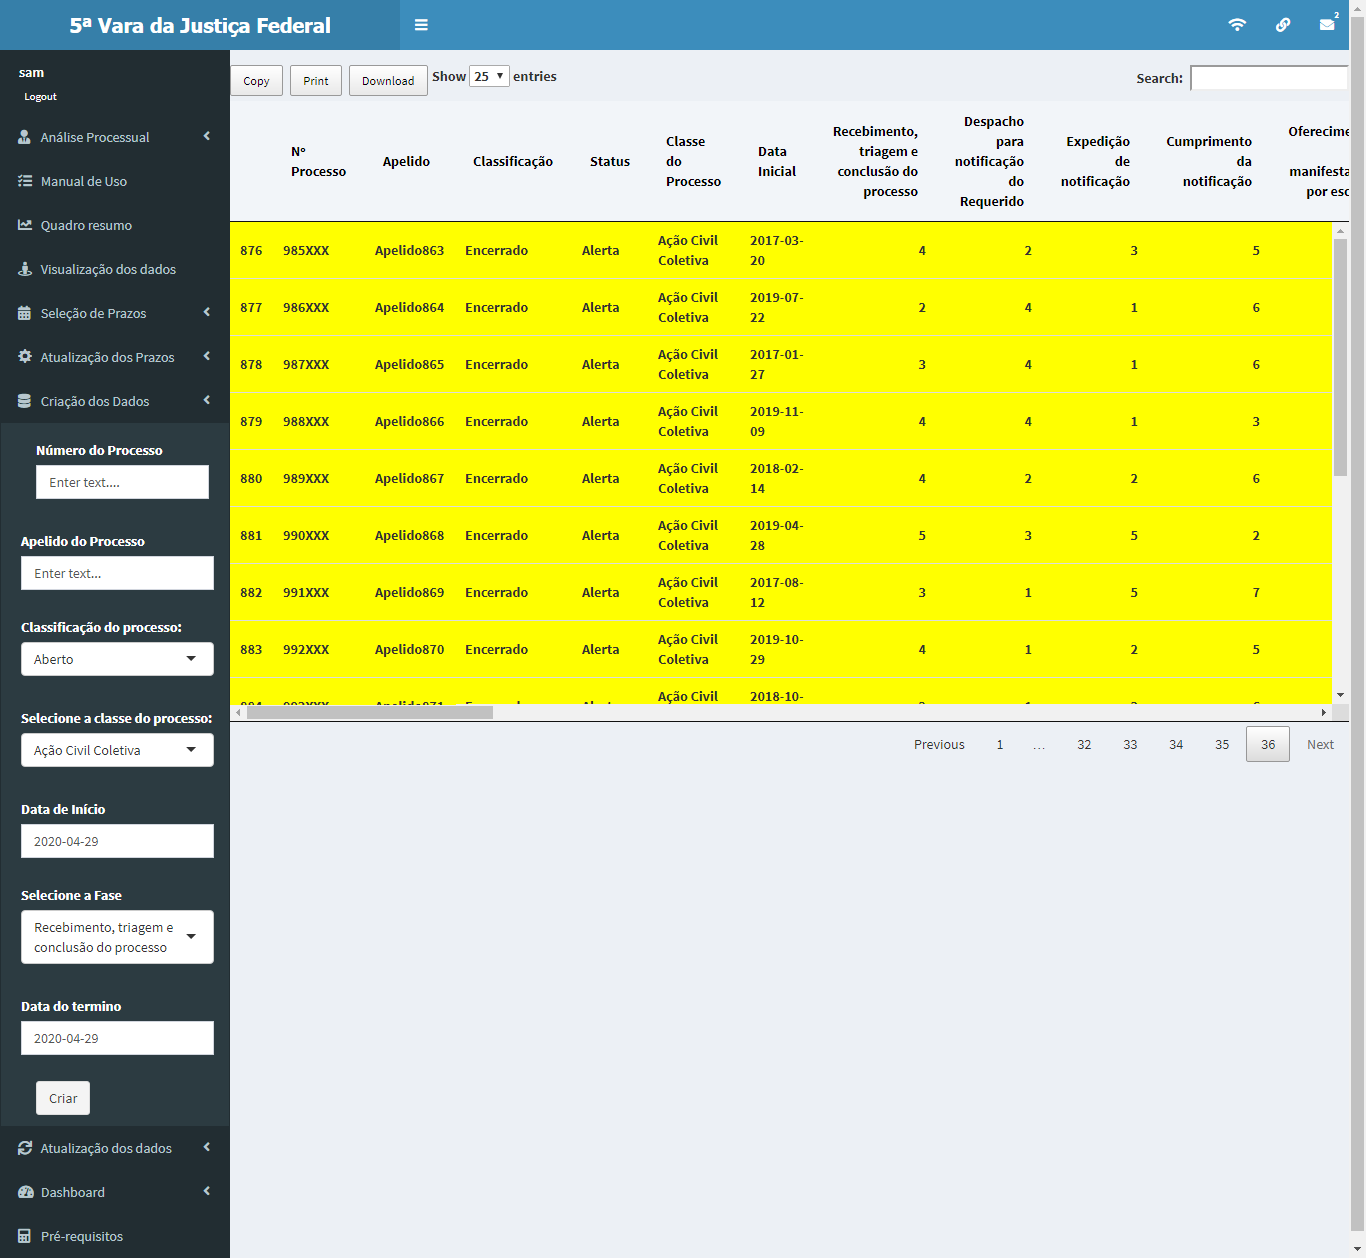 5ª Vara da Justiça Federal
2
sam
Logout
Análise Processual
Manual de Uso
Quadro resumo
Visualização dos dados
Seleção de Prazos
Atualização dos Prazos
Criação dos Dados
Número do Processo
Enter text....
Apelido do Processo
Enter text...
Classificação do processo:
Aberto
Selecione a classe do processo:
Ação Civil Coletiva
Data de Início
2020-04-29
Selecione a Fase
Recebimento, triagem e
conclusão do processo
Data do termino
2020-04-29
Criar
Atualização dos dados
Dashboard
Pré-requisitos
Copy Print Download Show 25 entries Search:
Nº
Processo
Apelido
Classificação
Status
Classe
do
Processo
Data
Inicial
Recebimento,
triagem e
conclusão do
processo
Despacho
para
notificação
do
Requerido
Expedição
de
notificação
Cumprimento
da
notificação
Oferecime
manifesta
por esc
876 985XXX Apelido863 Encerrado Alerta Ação Civil Coletiva 2017-03-20 4 2 3 5
877 986XXX Apelido864 Encerrado Alerta Ação Civil Coletiva 2019-07-22 2 4 1 6
878 987XXX Apelido865 Encerrado Alerta Ação Civil Coletiva 2017-01-27 3 4 1 6
879 988XXX Apelido866 Encerrado Alerta Ação Civil Coletiva 2019-11-09 4 4 1 3
880 989XXX Apelido867 Encerrado Alerta Ação Civil Coletiva 2018-02-14 4 2 2 6
881 990XXX Apelido868 Encerrado Alerta Ação Civil Coletiva 2019-04-28 5 3 5 2
882 991XXX Apelido869 Encerrado Alerta Ação Civil Coletiva 2017-08-12 3 1 5 7
883 992XXX Apelido870 Encerrado Alerta Ação Civil Coletiva 2019-10-29 4 1 2 5
Ação Civil 2018-10-
Previous 1 … 32 33 34 35 36 Next